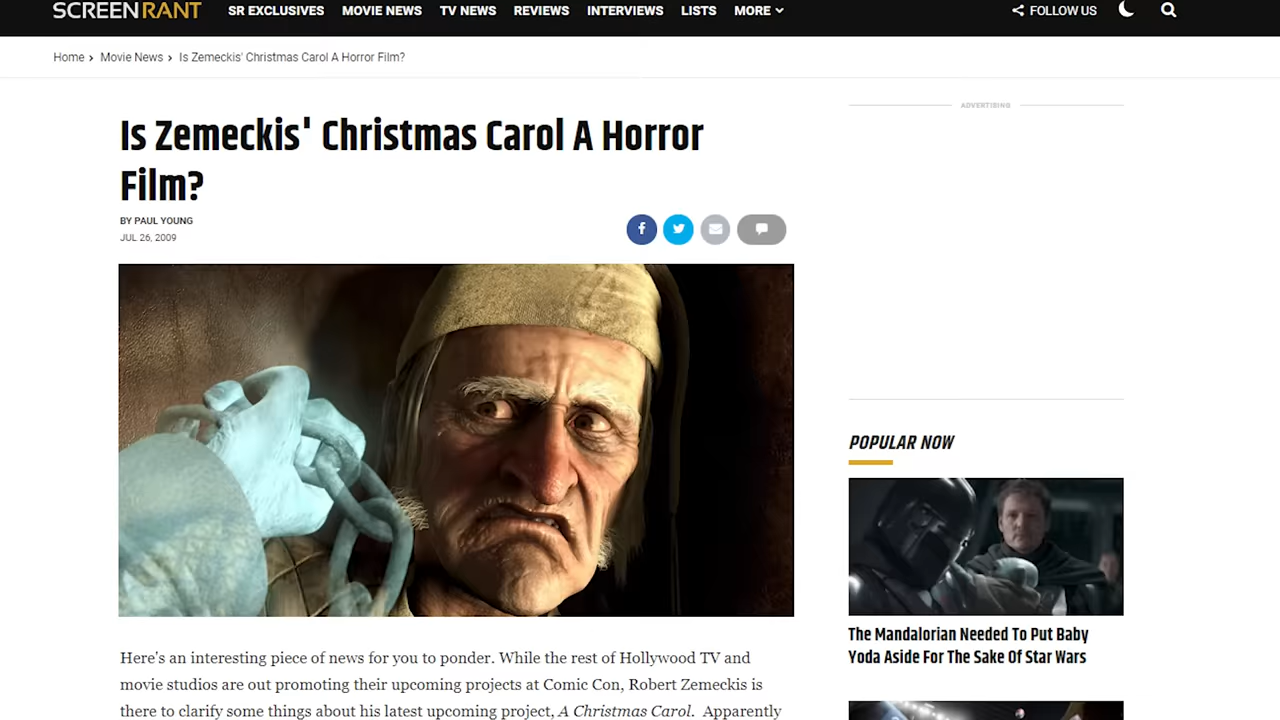 SCREENRANT
SR EXCLUSIVES MOVIE NEWS TV NEWS REVIEWS INTERVIEWS LISTS MORE FOLLOW US
Home › Movie News › Is Zemeckis' Christmas Carol A Horror Film?
ADVERTISING
Is Zemeckis' Christmas Carol A Horror
Film?
BY PAUL YOUNG
JUL 26, 2009
Here's an interesting piece of news for you to ponder. While the rest of Hollywood TV and
movie studios are out promoting their upcoming projects at Comic Con, Robert Zemeckis is
there to clarify some things about his latest upcoming project, A Christmas Carol. Apparently
POPULAR NOW
The Mandalorian Needed To Put Baby
Yoda Aside For The Sake Of Star Wars